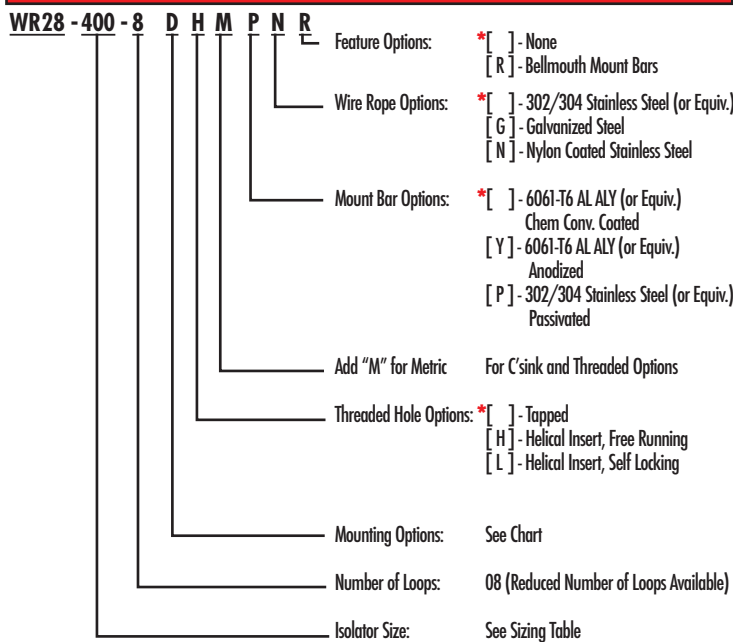 WR28 - 400 - 8 D H M P N R
Feature Options: *[ ] - None
[ R ] - Bellmouth Mount Bars
Wire Rope Options: *[ ] - 302/304 Stainless Steel (or Equiv.)
[ G ] - Galvanized Steel
[ N ] - Nylon Coated Stainless Steel
Mount Bar Options: *[ ] - 6061-T6 AL ALY (or Equiv.)
Chem Conv. Coated
[ Y ] - 6061-T6 AL ALY (or Equiv.)
Anodized
[ P ] - 302/304 Stainless Steel (or Equiv.)
Passivated
Add "M" for Metric For C'sink and Threaded Options
Threaded Hole Options: *[ ] - Tapped
[ H ] - Helical Insert, Free Running
[ L ] - Helical Insert, Self Locking
Mounting Options: See Chart
Number of Loops: 08 (Reduced Number of Loops Available)
Isolator Size: See Sizing Table